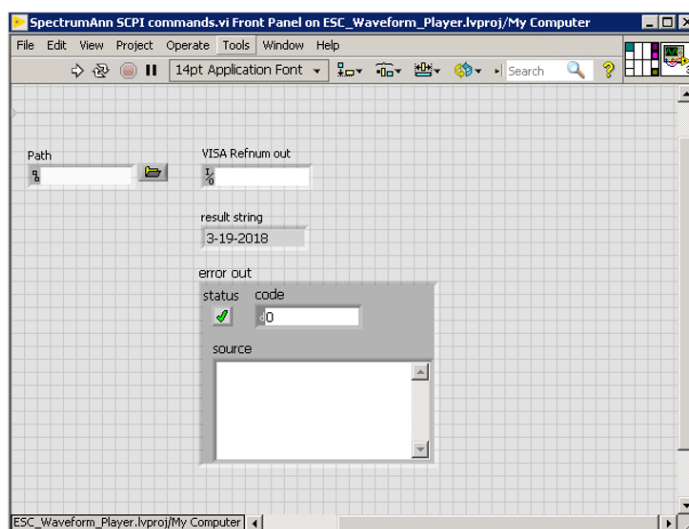 SpectrumAnn SCPI commands.vi Front Panel on ESC_Waveform_Player.lvproj/My Computer
File Edit View Project Operate Tools Window Help
14pt Application Font Search ?
Path
VISA Refnum out
I/O
result string
3-19-2018
error out
status code
d0
source
ESC_Waveform_Player.lvproj/My Computer